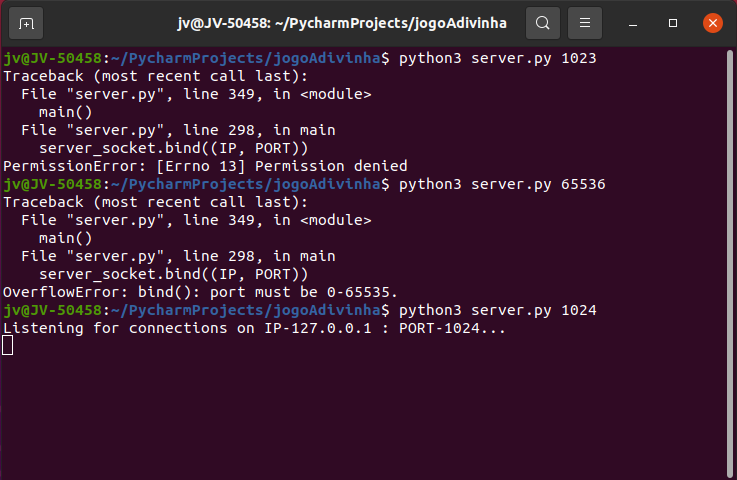 jv@JV-50458: ~/PycharmProjects/jogoAdivinha
jv@JV-50458:~/PycharmProjects/jogoAdivinha$ python3 server.py 1023
Traceback (most recent call last):
  File "server.py", line 349, in <module>
    main()
  File "server.py", line 298, in main
    server_socket.bind((IP, PORT))
PermissionError: [Errno 13] Permission denied
jv@JV-50458:~/PycharmProjects/jogoAdivinha$ python3 server.py 65536
Traceback (most recent call last):
  File "server.py", line 349, in <module>
    main()
  File "server.py", line 298, in main
    server_socket.bind((IP, PORT))
OverflowError: bind(): port must be 0-65535.
jv@JV-50458:~/PycharmProjects/jogoAdivinha$ python3 server.py 1024
Listening for connections on IP-127.0.0.1 : PORT-1024...